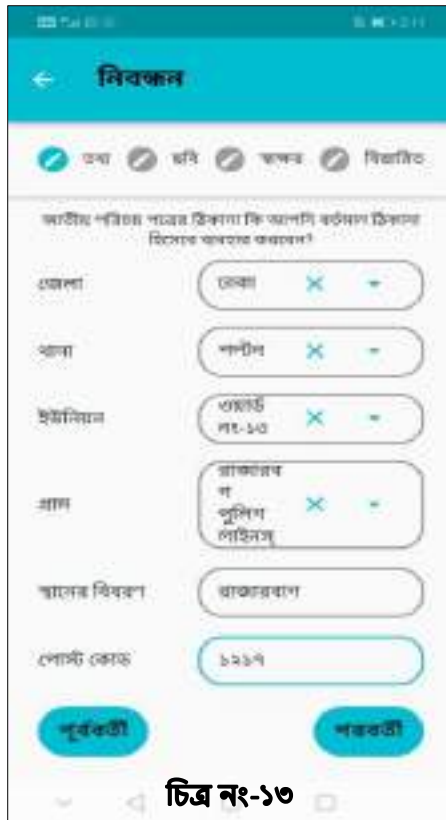 নিবন্ধন
তথ্য ছবি স্বাক্ষর বিস্তারিত
জাতীয় পরিচয় পত্রের ঠিকানা কি আপনি বর্তমান ঠিকানা
হিসেবে ব্যবহার করবেন?
জেলা ঢাকা
থানা পল্টন
ইউনিয়ন ওয়ার্ড
নং-১৩
গ্রাম রাজারবা
গ
পুলিশ
লাইনস্
স্থানের বিবরণ রাজারবাগ
পোস্ট কোড ১২১৭
পূর্ববর্তী পরবর্তী
চিত্র নং-১৩